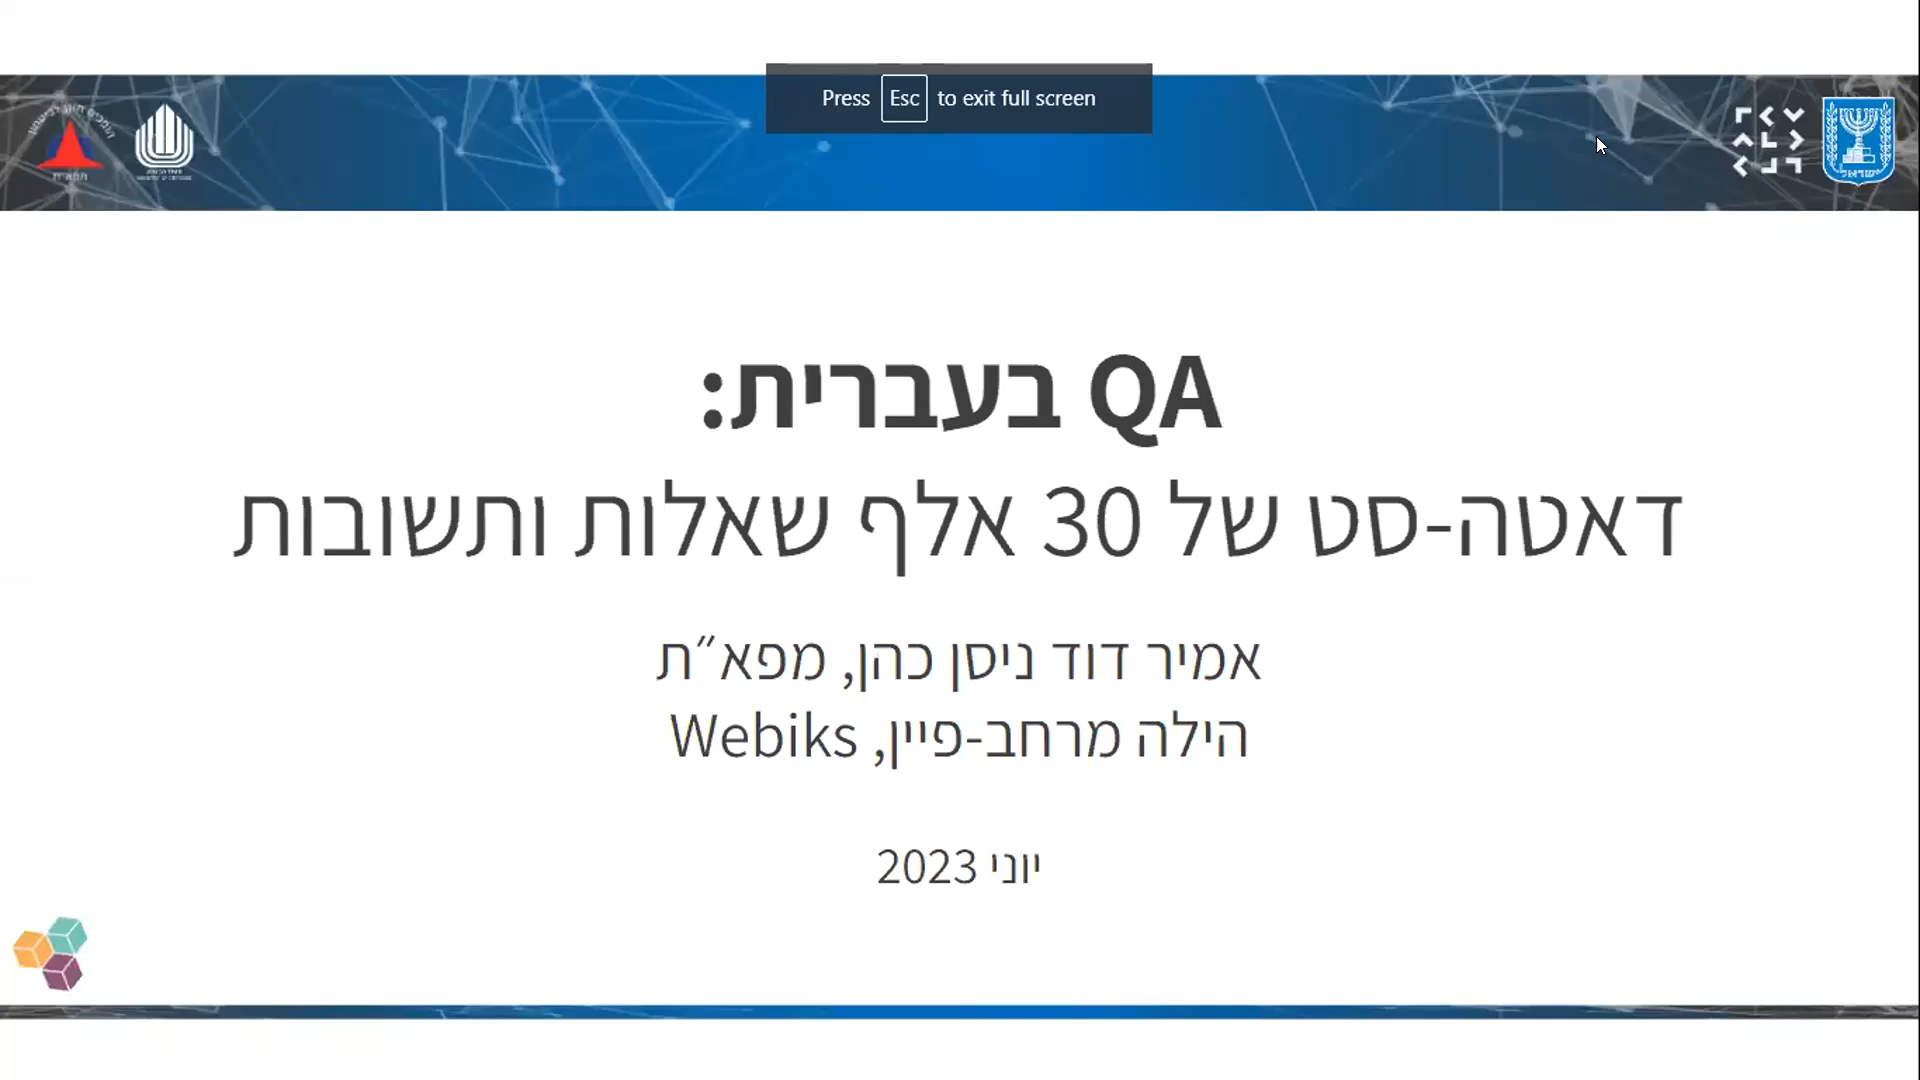 Press Esc to exit full screen
QA בעברית:
דאטה-סט של 30 אלף שאלות ותשובות
אמיר דוד ניסן כהן, מפא״ת
הילה מרחב-פיין, Webiks
יוני 2023